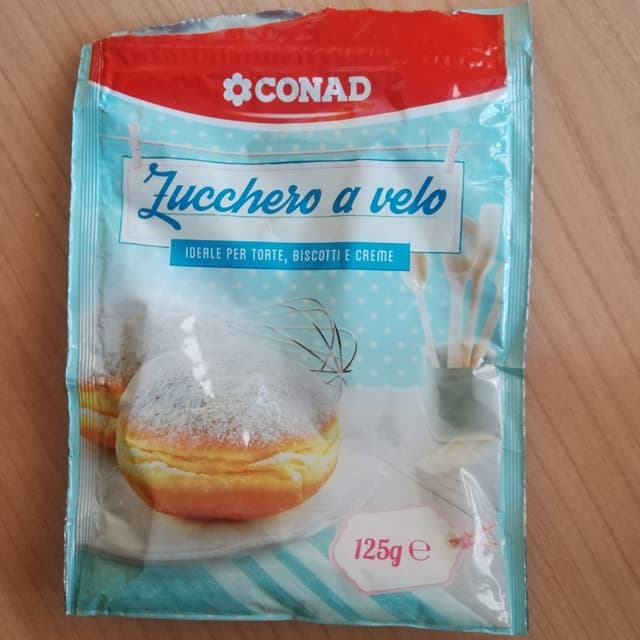 CONAD
Zucchero a velo
IDEALE PER TORTE, BISCOTTI E CREME
125g ℮